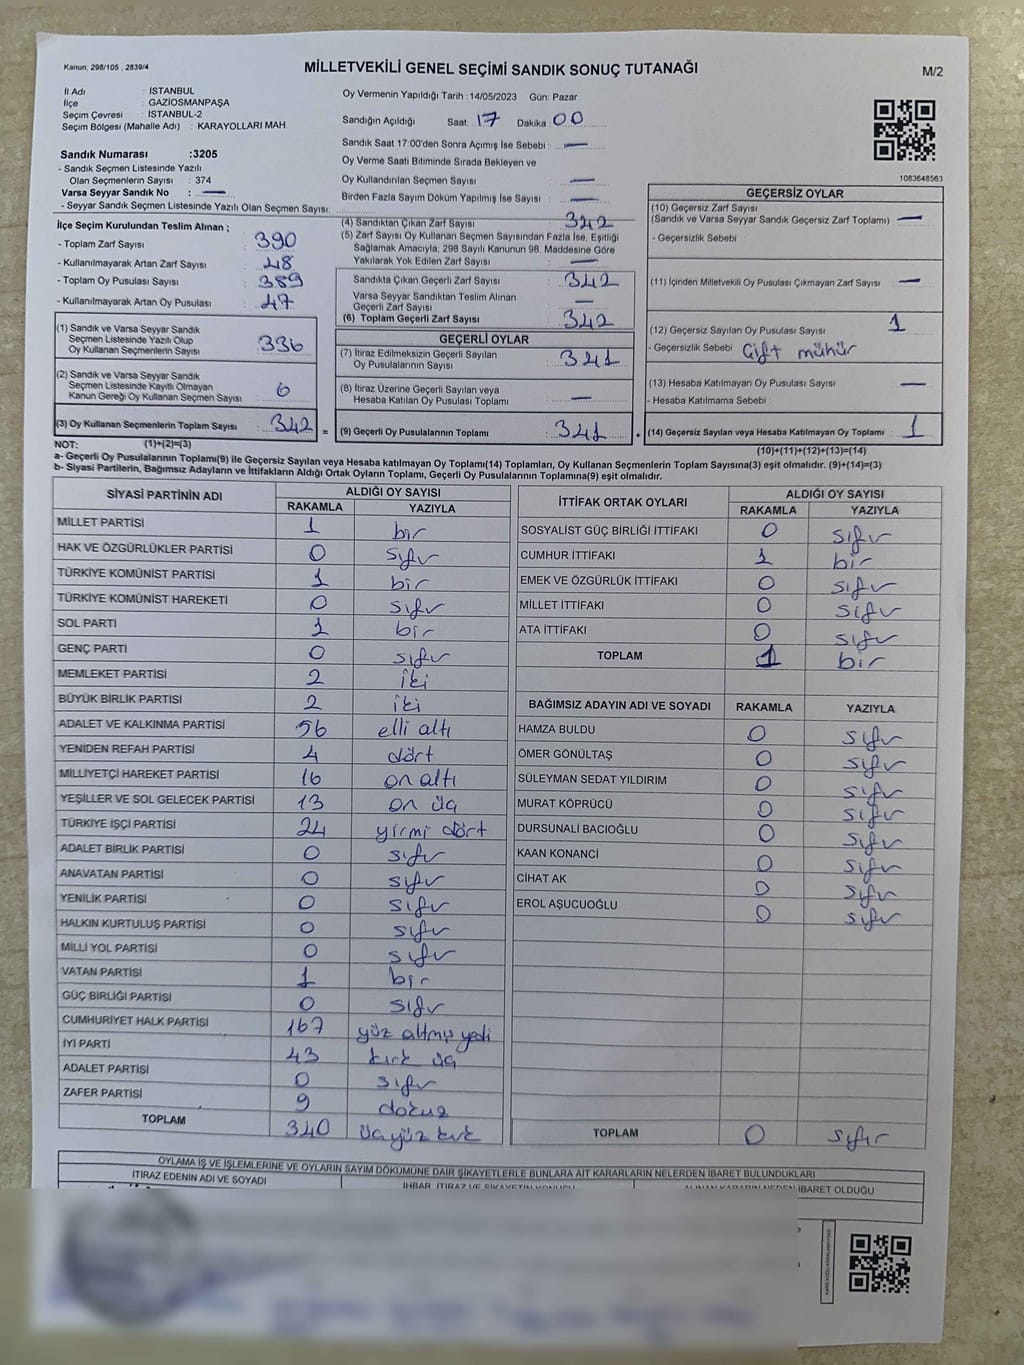 Kanun: 298/105 , 2839/4
MİLLETVEKİLİ GENEL SEÇİMİ SANDIK SONUÇ TUTANAĞI
M/2
İl Adı : İSTANBUL
İlçe : GAZİOSMANPAŞA
Seçim Çevresi : İSTANBUL-2
Seçim Bölgesi (Mahalle Adı) : KARAYOLLARI MAH.
Sandık Numarası :3205
- Sandık Seçmen Listesinde Yazılı
Olan Seçmenlerin Sayısı : 374
Varsa Seyyar Sandık No : —
- Seyyar Sandık Seçmen Listesinde Yazılı Olan Seçmen Sayısı:
Oy Vermenin Yapıldığı Tarih :14/05/2023 Gün: Pazar
Sandığın Açıldığı Saat: 17 Dakika 00
Sandık Saat 17:00'den Sonra Açımış İse Sebebi : —
Oy Verme Saati Bitiminde Sırada Bekleyen ve
Oy Kullandırılan Seçmen Sayısı : —
Birden Fazla Sayım Döküm Yapılmış İse Sayısı : —
1083648563
İlçe Seçim Kurulundan Teslim Alınan ;
- Toplam Zarf Sayısı : 390
- Kullanılmayarak Artan Zarf Sayısı : 48
- Toplam Oy Pusulası Sayısı : 389
- Kullanılmayarak Artan Oy Pusulası : 47
(1) Sandık ve Varsa Seyyar Sandık
Seçmen Listesinde Yazılı Olup
Oy Kullanan Seçmenlerin Sayısı : 336
(2) Sandık ve Varsa Seyyar Sandık
Seçmen Listesinde Kayıtlı Olmayan
Kanun Gereği Oy Kullanan Seçmen Sayısı : 6
(3) Oy Kullanan Seçmenlerin Toplam Sayısı : 342 =
(4) Sandıktan Çıkan Zarf Sayısı : 342
(5) Zarf Sayısı Oy Kullanan Seçmen Sayısından Fazla İse, Eşitliği
Sağlamak Amacıyla; 298 Sayılı Kanunun 98. Maddesine Göre
Yakılarak Yok Edilen Zarf Sayısı : —
Sandıkta Çıkan Geçerli Zarf Sayısı : 342
Varsa Seyyar Sandıktan Teslim Alınan
Geçerli Zarf Sayısı : —
(6) Toplam Geçerli Zarf Sayısı : 342
GEÇERLİ OYLAR
(7) İtiraz Edilmeksizin Geçerli Sayılan
Oy Pusulalarının Sayısı : 341
(8) İtiraz Üzerine Geçerli Sayılan veya
Hesaba Katılan Oy Pusulası Toplamı : —
(9) Geçerli Oy Pusulalarının Toplamı : 341 +
GEÇERSİZ OYLAR
(10) Geçersiz Zarf Sayısı
(Sandık ve Varsa Seyyar Sandık Geçersiz Zarf Toplamı) : —
- Geçersizlik Sebebi :
(11) İçinden Milletvekili Oy Pusulası Çıkmayan Zarf Sayısı : —
(12) Geçersiz Sayılan Oy Pusulası Sayısı : 1
- Geçersizlik Sebebi : Çift mühür
(13) Hesaba Katılmayan Oy Pusulası Sayısı : —
- Hesaba Katılmama Sebebi :
(14) Geçersiz Sayılan veya Hesaba Katılmayan Oy Toplamı : 1
NOT: (1)+(2)=(3)
(10)+(11)+(12)+(13)=(14)
a- Geçerli Oy Pusulalarının Toplamı(9) ile Geçersiz Sayılan veya Hesaba katılmayan Oy Toplamı(14) Toplamları, Oy Kullanan Seçmenlerin Toplam Sayısına(3) eşit olmalıdır. (9)+(14)=(3)
b- Siyasi Partilerin, Bağımsız Adayların ve İttifakların Aldığı Ortak Oyların Toplamı, Geçerli Oy Pusulalarının Toplamına(9) eşit olmalıdır.
SİYASİ PARTİNİN ADI ALDIĞI OY SAYISI
RAKAMLA YAZIYLA
MİLLET PARTİSİ 1 bir
HAK VE ÖZGÜRLÜKLER PARTİSİ 0 sıfır
TÜRKİYE KOMÜNİST PARTİSİ 1 bir
TÜRKİYE KOMÜNİST HAREKETİ 0 sıfır
SOL PARTİ 1 bir
GENÇ PARTİ 0 sıfır
MEMLEKET PARTİSİ 2 iki
BÜYÜK BİRLİK PARTİSİ 2 iki
ADALET VE KALKINMA PARTİSİ 56 elli altı
YENİDEN REFAH PARTİSİ 4 dört
MİLLİYETÇİ HAREKET PARTİSİ 16 on altı
YEŞİLLER VE SOL GELECEK PARTİSİ 13 on üç
TÜRKİYE İŞÇİ PARTİSİ 24 yirmi dört
ADALET BİRLİK PARTİSİ 0 sıfır
ANAVATAN PARTİSİ 0 sıfır
YENİLİK PARTİSİ 0 sıfır
HALKIN KURTULUŞ PARTİSİ 0 sıfır
MİLLİ YOL PARTİSİ 0 sıfır
VATAN PARTİSİ 1 bir
GÜÇ BİRLİĞİ PARTİSİ 0 sıfır
CUMHURİYET HALK PARTİSİ 167 yüz altmış yedi
İYİ PARTİ 43 kırk üç
ADALET PARTİSİ 0 sıfır
ZAFER PARTİSİ 9 dokuz
TOPLAM 340 üçyüz kırk
İTTİFAK ORTAK OYLARI ALDIĞI OY SAYISI
RAKAMLA YAZIYLA
SOSYALİST GÜÇ BİRLİĞİ İTTİFAKI 0 sıfır
CUMHUR İTTİFAKI 1 bir
EMEK VE ÖZGÜRLÜK İTTİFAKI 0 sıfır
MİLLET İTTİFAKI 0 sıfır
ATA İTTİFAKI 0 sıfır
TOPLAM 1 bir
BAĞIMSIZ ADAYIN ADI VE SOYADI RAKAMLA YAZIYLA
HAMZA BULDU 0 sıfır
ÖMER GÖNÜLTAŞ 0 sıfır
SÜLEYMAN SEDAT YILDIRIM 0 sıfır
MURAT KÖPRÜCÜ 0 sıfır
DURSUNALİ BACIOĞLU 0 sıfır
KAAN KONANCİ 0 sıfır
CİHAT AK 0 sıfır
EROL AŞUCUOĞLU 0 sıfır
TOPLAM 0 sıfır
OYLAMA İŞ VE İŞLEMLERİNE VE OYLARIN SAYIM DÖKÜMÜNE DAİR ŞİKAYETLERLE BUNLARA AİT KARARLARIN NELERDEN İBARET BULUNDUKLARI
İTİRAZ EDENİN ADI VE SOYADI
İHBAR, İTİRAZ VE ŞİKAYETİN KONUSU
ALINAN KARARIN NEDEN İBARET OLDUĞU